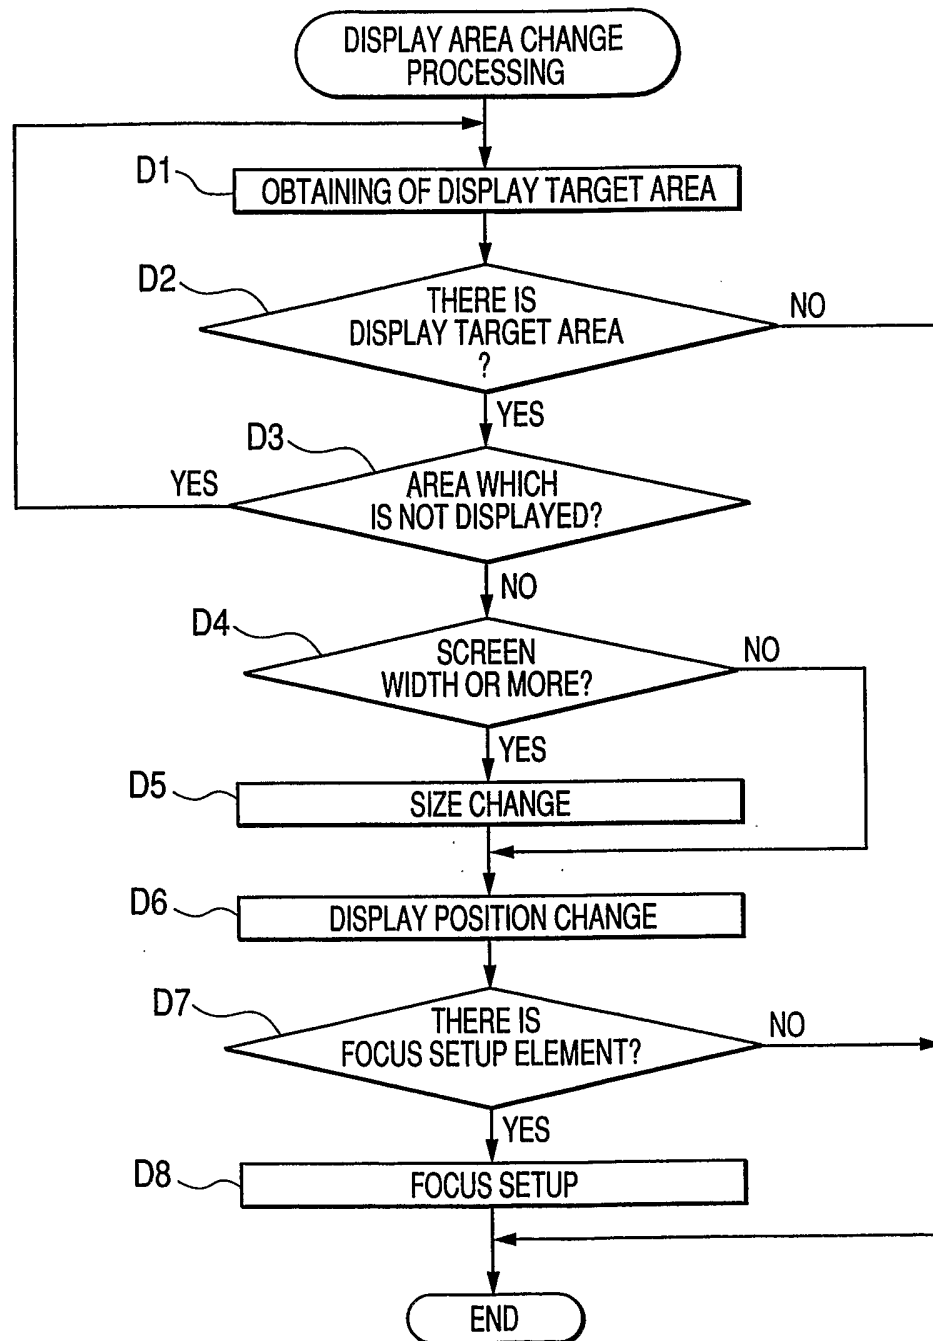 DISPLAY AREA CHANGE
PROCESSING
D1
OBTAINING OF DISPLAY TARGET AREA
D2
THERE IS
DISPLAY TARGET AREA
?
NO
YES
D3
AREA WHICH
IS NOT DISPLAYED?
YES
NO
D4
SCREEN
WIDTH OR MORE?
NO
YES
D5
SIZE CHANGE
D6
DISPLAY POSITION CHANGE
D7
THERE IS
FOCUS SETUP ELEMENT?
NO
YES
D8
FOCUS SETUP
END